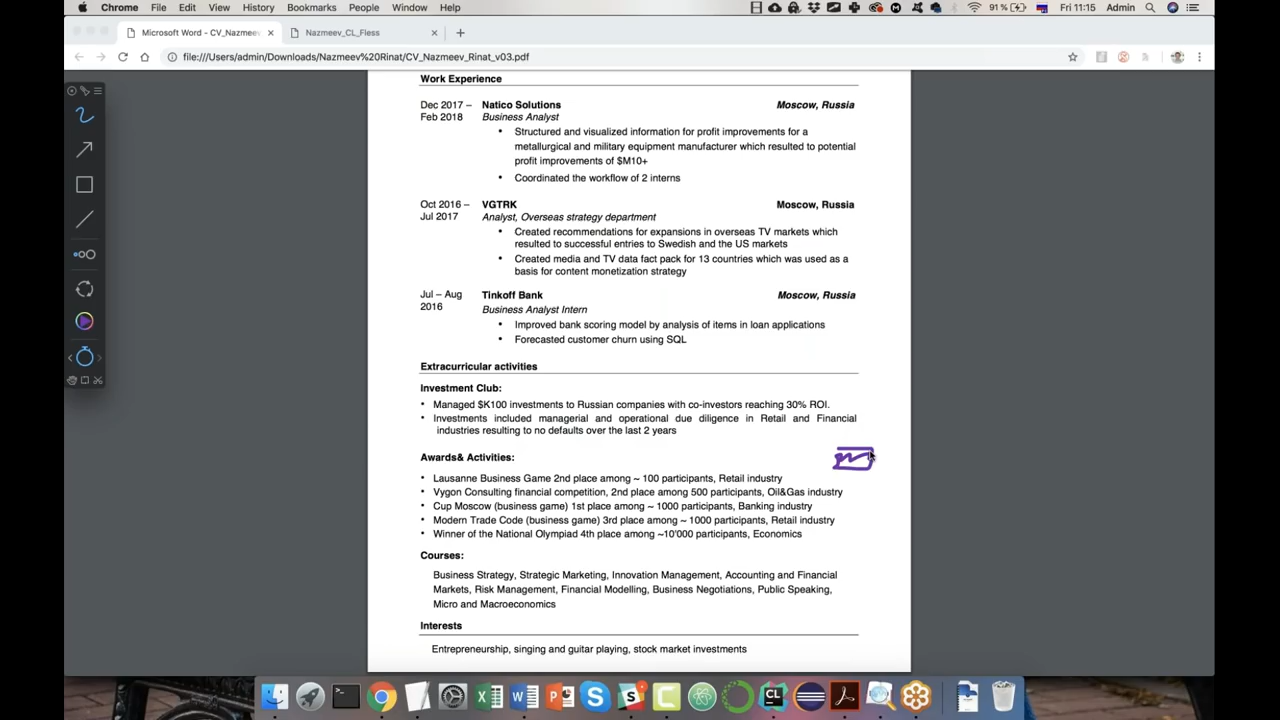 Chrome File Edit View History Bookmarks People Window Help 91% Fri 11:15 Admin
Microsoft Word - CV_Nazmeev Nazmeev_CL_Fless
file:///Users/admin/Downloads/Nazmeev%20Rinat/CV_Nazmeev_Rinat_v03.pdf
Work Experience
Dec 2017 – Natico Solutions Moscow, Russia
Feb 2018 Business Analyst
• Structured and visualized information for profit improvements for a
metallurgical and military equipment manufacturer which resulted to potential
profit improvements of $M10+
• Coordinated the workflow of 2 interns
Oct 2016 – VGTRK Moscow, Russia
Jul 2017 Analyst, Overseas strategy department
• Created recommendations for expansions in overseas TV markets which
resulted to successful entries to Swedish and the US markets
• Created media and TV data fact pack for 13 countries which was used as a
basis for content monetization strategy
Jul – Aug Tinkoff Bank Moscow, Russia
2016 Business Analyst Intern
• Improved bank scoring model by analysis of items in loan applications
• Forecasted customer churn using SQL
Extracurricular activities
Investment Club:
• Managed $K100 investments to Russian companies with co-investors reaching 30% ROI.
• Investments included managerial and operational due diligence in Retail and Financial
industries resulting to no defaults over the last 2 years
Awards& Activities:
• Lausanne Business Game 2nd place among ~ 100 participants, Retail industry
• Vygon Consulting financial competition, 2nd place among 500 participants, Oil&Gas industry
• Cup Moscow (business game) 1st place among ~ 1000 participants, Banking industry
• Modern Trade Code (business game) 3rd place among ~ 1000 participants, Retail industry
• Winner of the National Olympiad 4th place among ~10'000 participants, Economics
Courses:
Business Strategy, Strategic Marketing, Innovation Management, Accounting and Financial
Markets, Risk Management, Financial Modelling, Business Negotiations, Public Speaking,
Micro and Macroeconomics
Interests
Entrepreneurship, singing and guitar playing, stock market investments